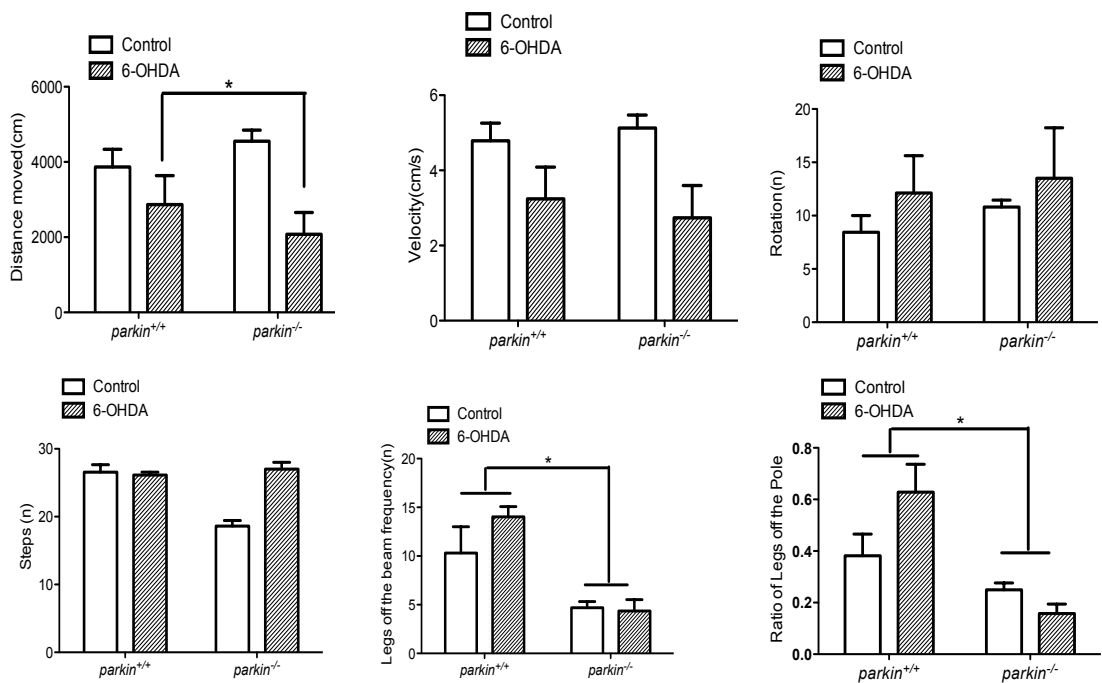 Control
6-OHDA
*
6000
4000
2000
0
Distance moved(cm)
parkin+/+
parkin-/-
Control
6-OHDA
6
4
2
0
Velocity(cm/s)
parkin+/+
parkin-/-
Control
6-OHDA
20
15
10
5
0
Rotation(n)
parkin+/+
parkin-/-
Control
6-OHDA
30
20
10
0
Steps (n)
parkin+/+
parkin-/-
Control
6-OHDA
*
20
15
10
5
0
Legs off the beam frequency(n)
parkin+/+
parkin-/-
Control
6-OHDA
*
0.8
0.6
0.4
0.2
0.0
Ratio of Legs off the Pole
parkin+/+
parkin-/-